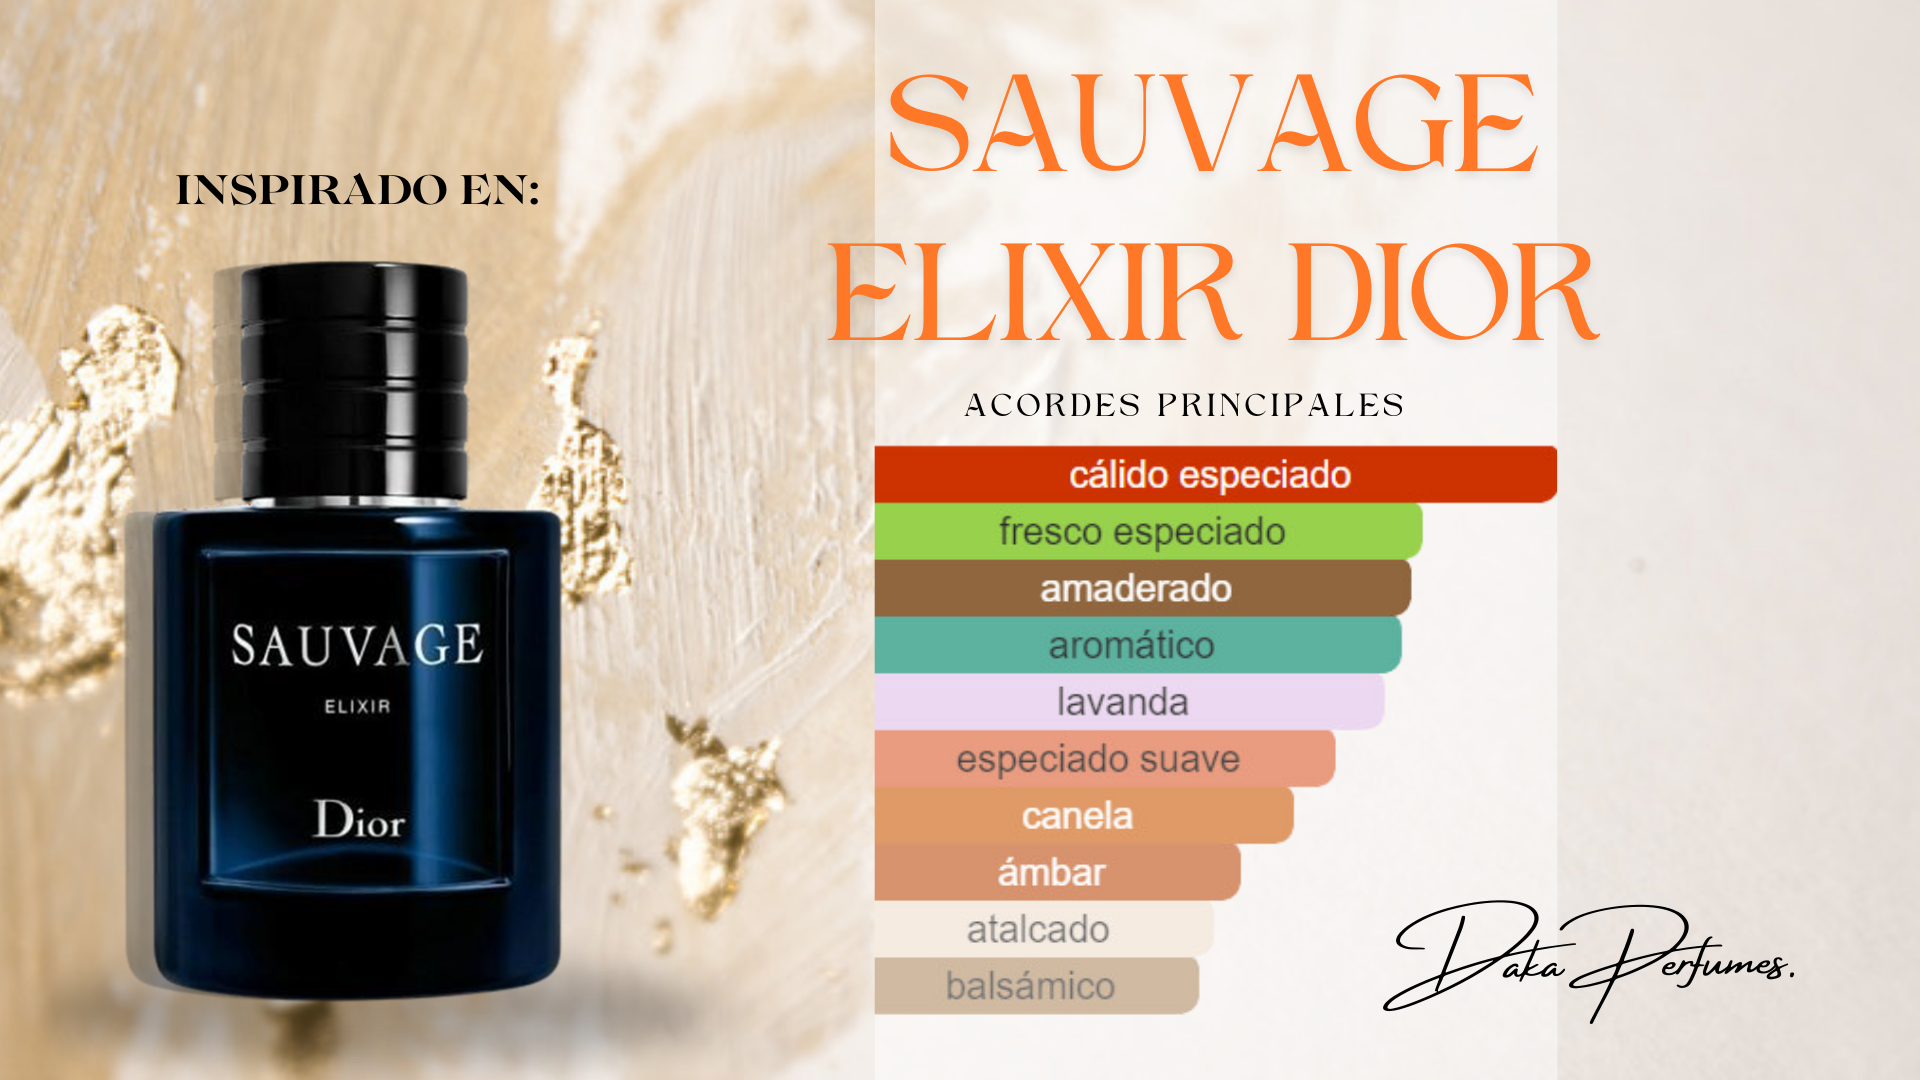 INSPIRADO EN:
SAUVAGE
ELIXIR
Dior
SAUVAGE
ELIXIR DIOR
ACORDES PRINCIPALES
cálido especiado
fresco especiado
amaderado
aromático
lavanda
especiado suave
canela
ámbar
atalcado
balsámico
Daka Perfumes.